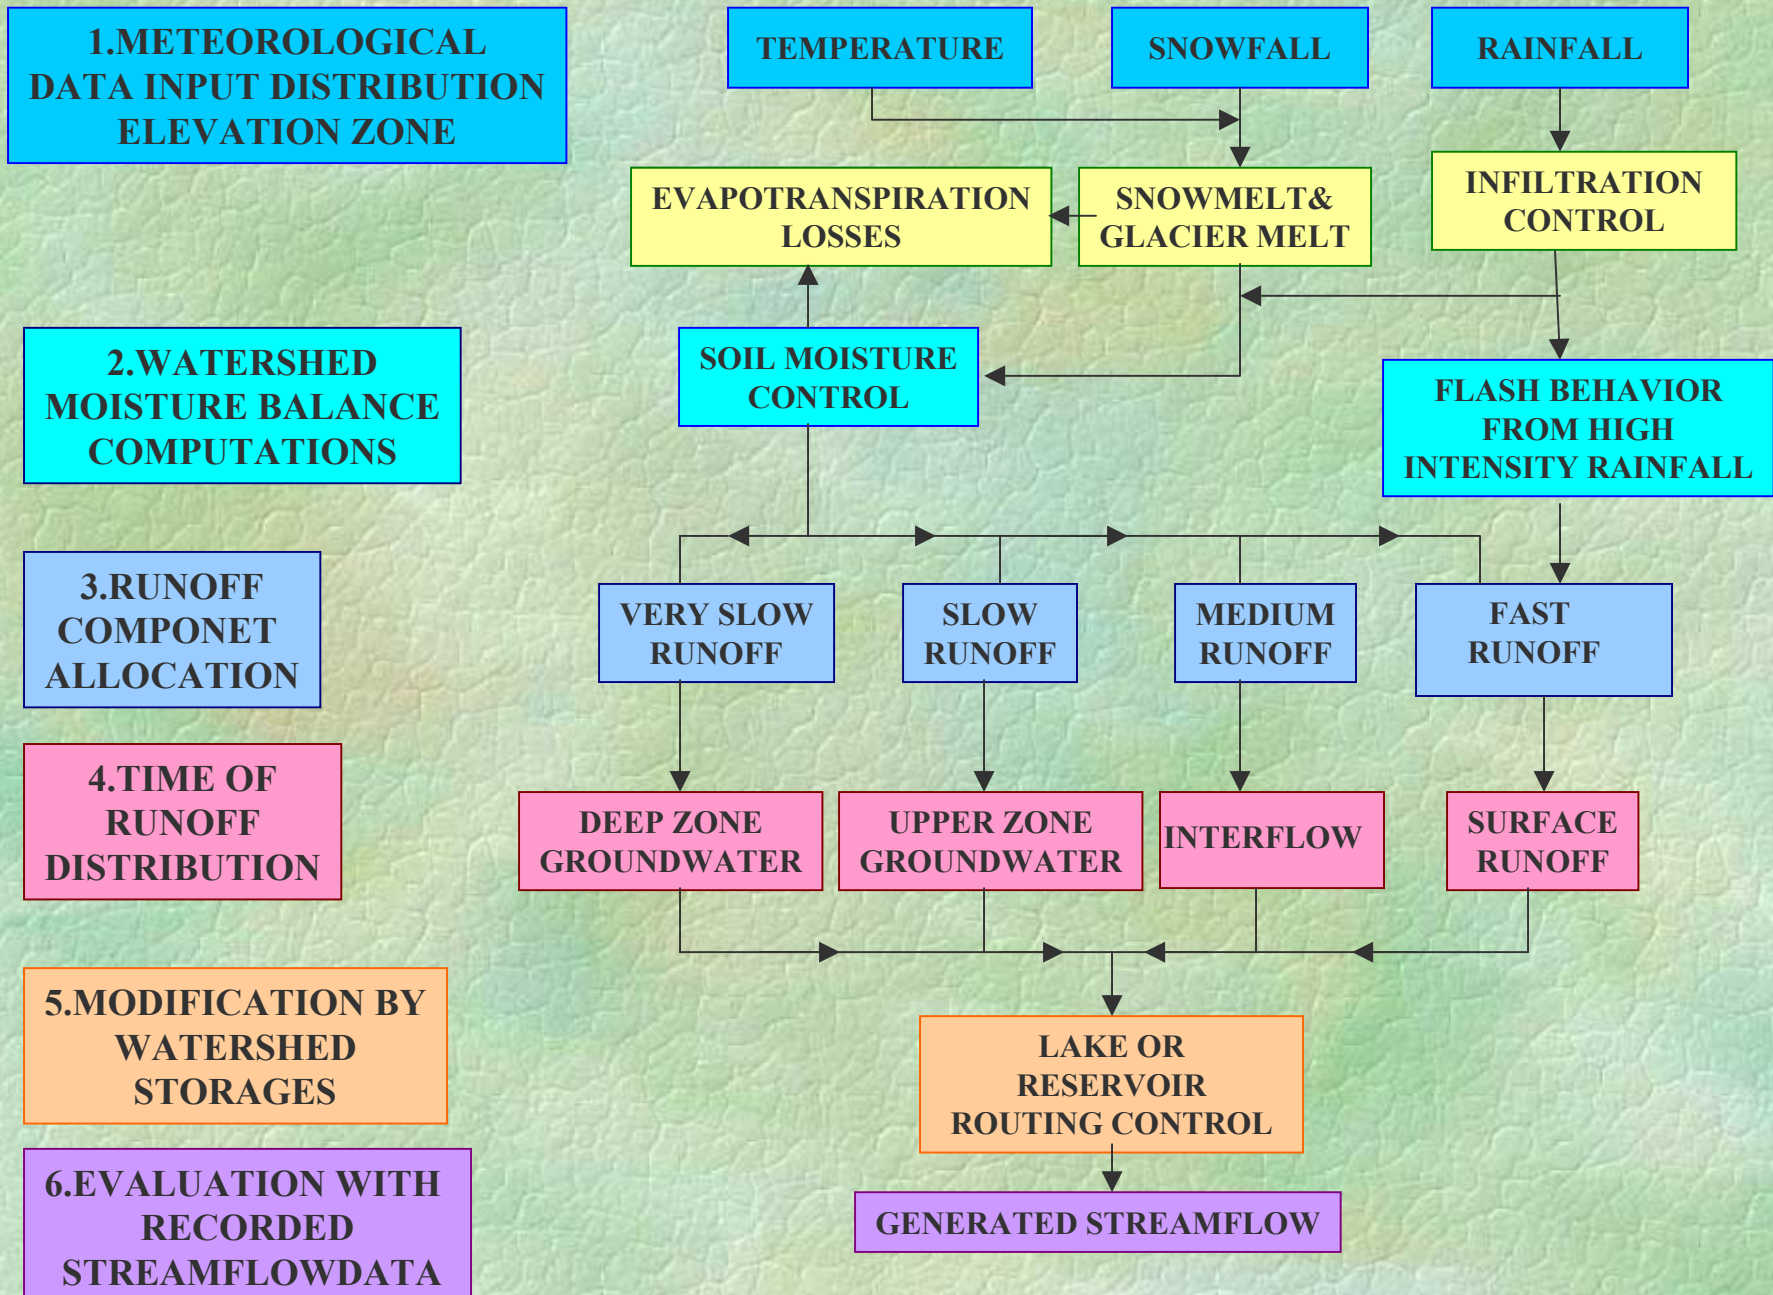 1.METEOROLOGICAL
DATA INPUT DISTRIBUTION
ELEVATION ZONE
TEMPERATURE
SNOWFALL
RAINFALL
EVAPOTRANSPIRATION
LOSSES
SNOWMELT&
GLACIER MELT
INFILTRATION
CONTROL
2.WATERSHED
MOISTURE BALANCE
COMPUTATIONS
SOIL MOISTURE
CONTROL
FLASH BEHAVIOR
FROM HIGH
INTENSITY RAINFALL
3.RUNOFF
COMPONET
ALLOCATION
VERY SLOW
RUNOFF
SLOW
RUNOFF
MEDIUM
RUNOFF
FAST
RUNOFF
4.TIME OF
RUNOFF
DISTRIBUTION
DEEP ZONE
GROUNDWATER
UPPER ZONE
GROUNDWATER
INTERFLOW
SURFACE
RUNOFF
5.MODIFICATION BY
WATERSHED
STORAGES
LAKE OR
RESERVOIR
ROUTING CONTROL
6.EVALUATION WITH
RECORDED
STREAMFLOWDATA
GENERATED STREAMFLOW